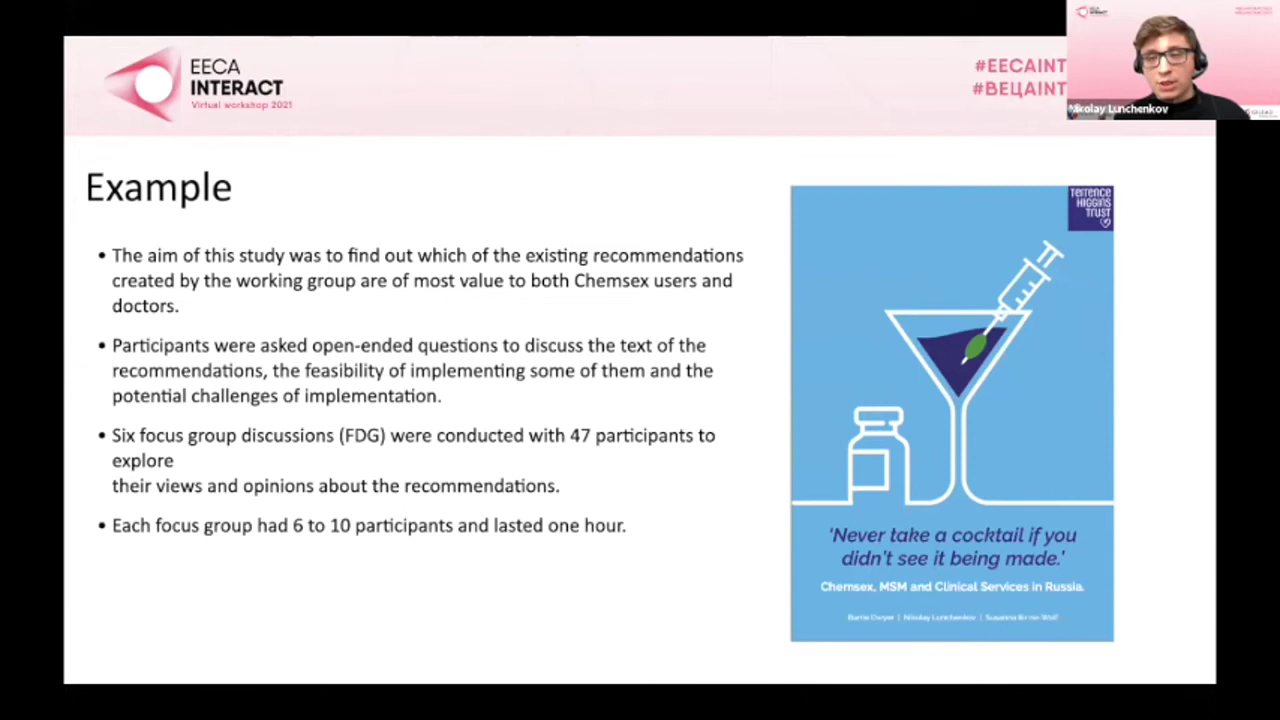 EECA
INTERACT
Virtual workshop 2021
#EECAINT
#ВЕЦАINT
EECA
INTERACT
Nikolay Lunchenkov
Example
• The aim of this study was to find out which of the existing recommendations
created by the working group are of most value to both Chemsex users and
doctors.
• Participants were asked open-ended questions to discuss the text of the
recommendations, the feasibility of implementing some of them and the
potential challenges of implementation.
• Six focus group discussions (FDG) were conducted with 47 participants to
explore
their views and opinions about the recommendations.
• Each focus group had 6 to 10 participants and lasted one hour.
TERRENCE
HIGGINS
TRUST
'Never take a cocktail if you
didn't see it being made.'
Chemsex, MSM and Clinical Services in Russia.
Barrie Dwyer | Nikolay Lunchenkov |